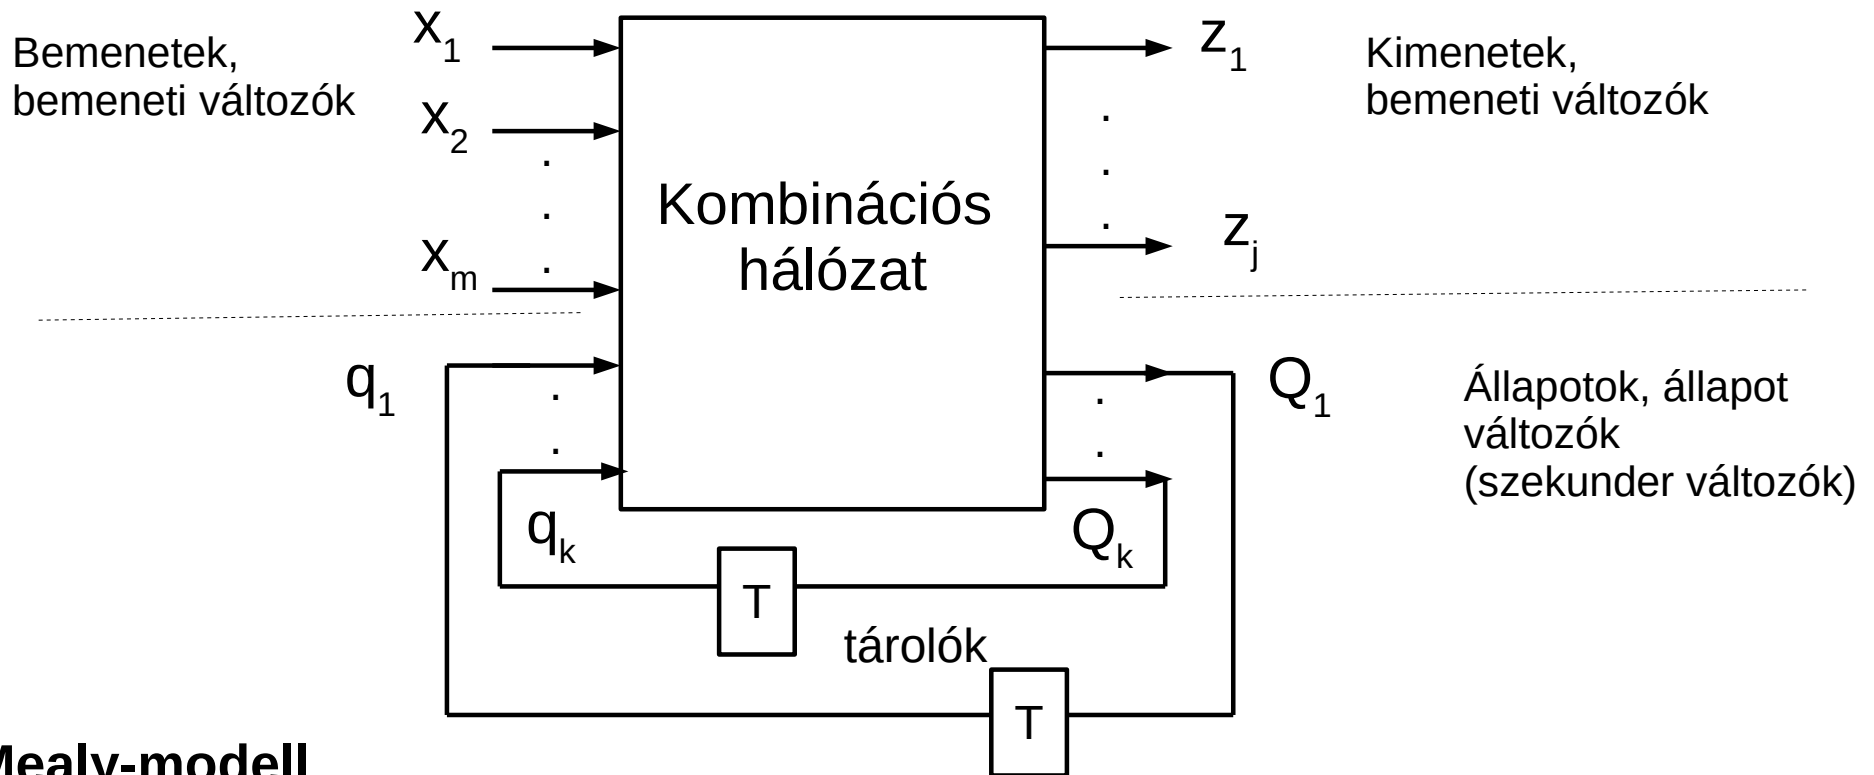 Bemenetek,
bemeneti változók
x1
x2
.
.
.
xm
Kombinációs
hálózat
z1
.
.
.
zj
Kimenetek,
bemeneti változók
q1
.
.
qk
Q1
.
.
Qk
Állapotok, állapot
változók
(szekunder változók)
T
tárolók
T
Mealy-modell